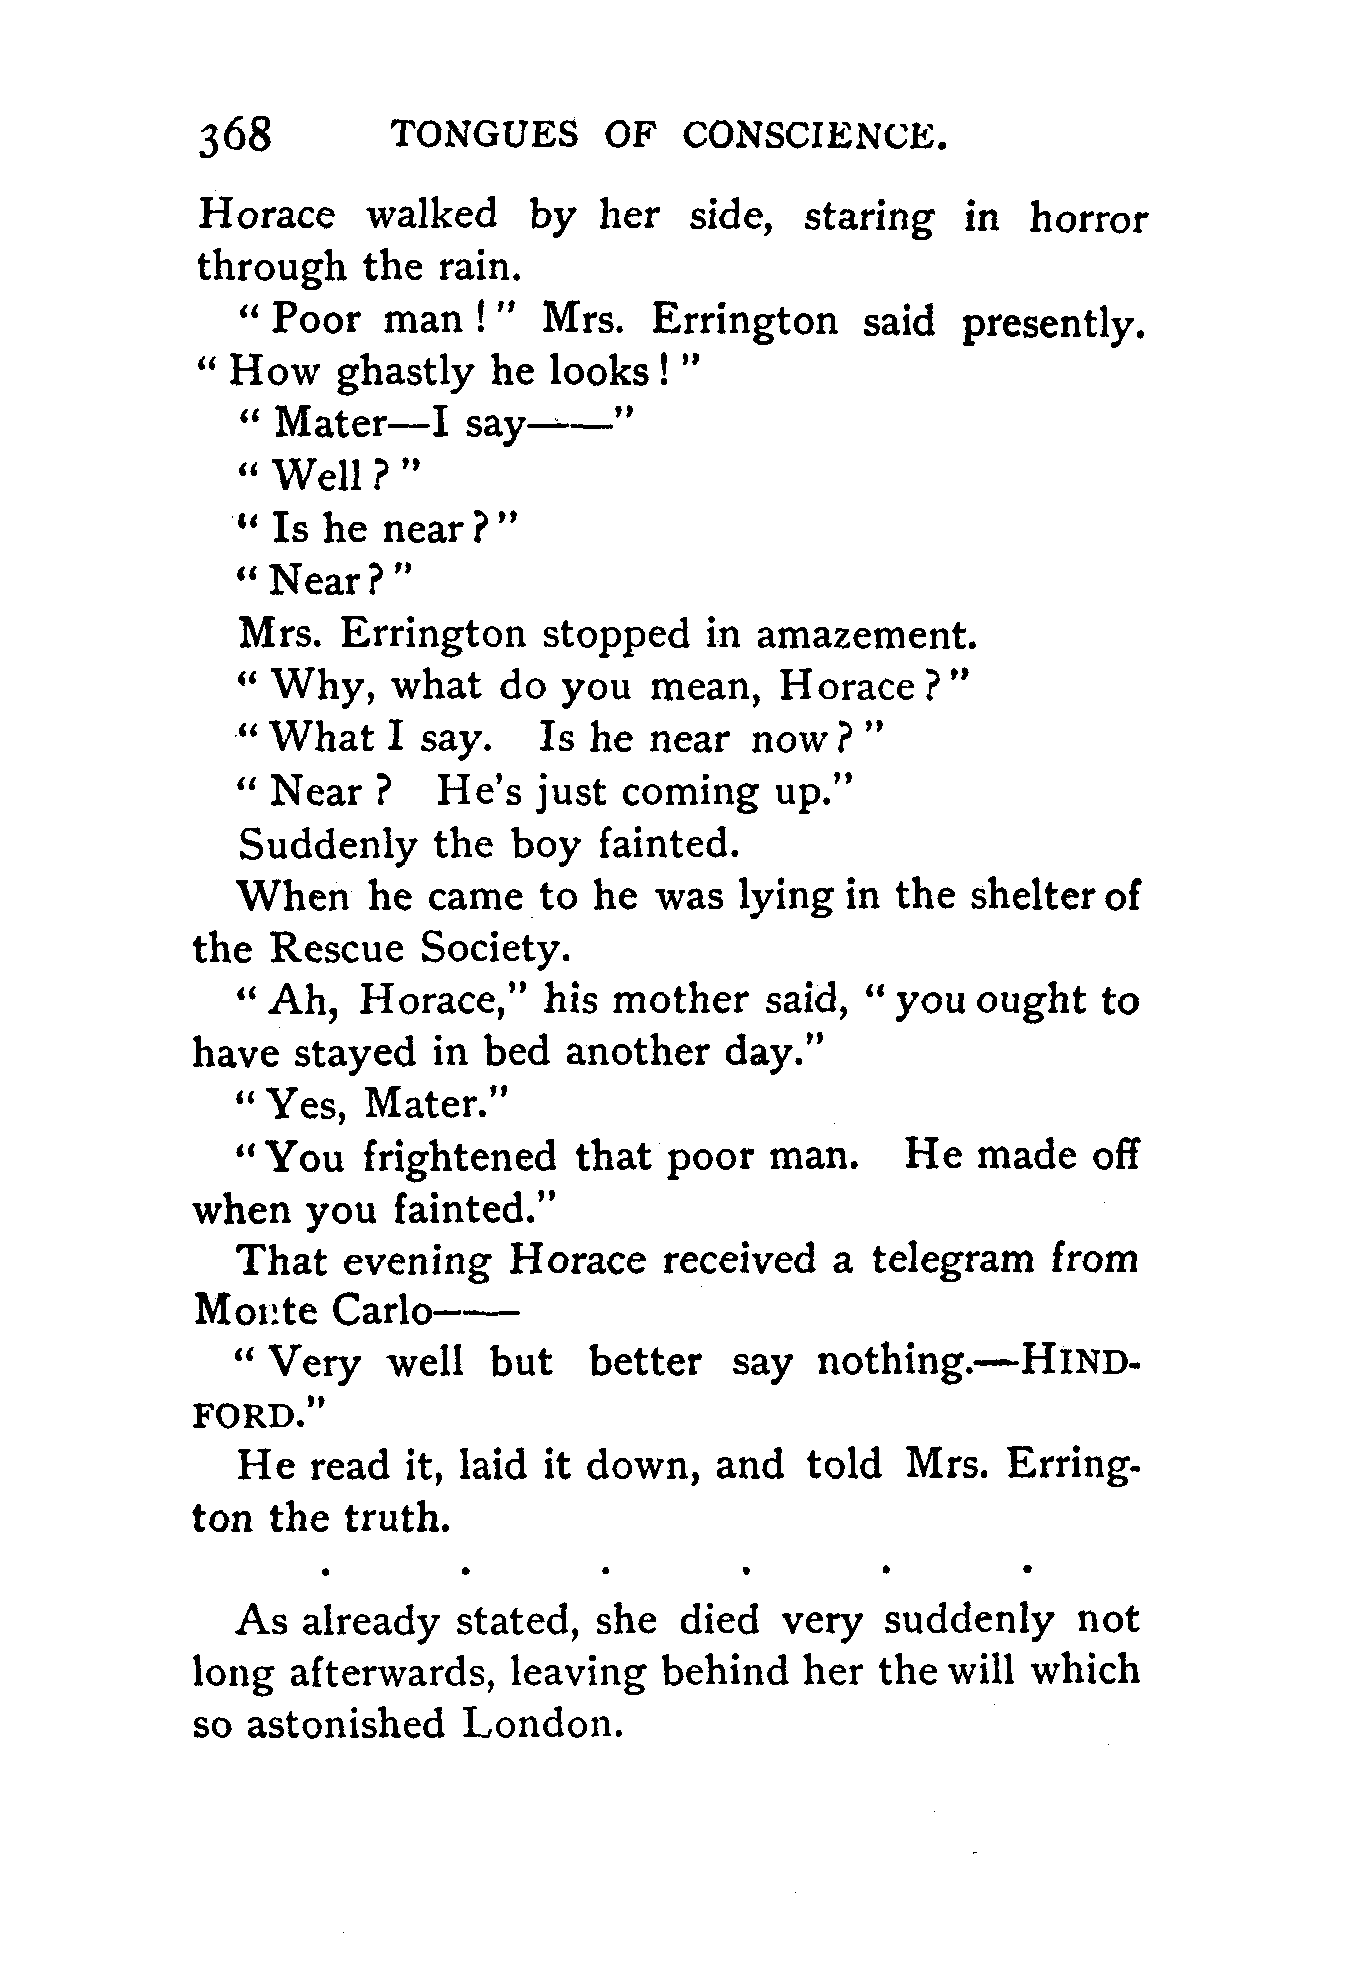 368 TONGUES OF CONSCIENCE.
Horace walked by her side, staring in horror
through the rain.
“ Poor man ! ” Mrs. Errington said presently.
“ How ghastly he looks ! ”
“ Mater—I say——”
“ Well ? ”
“ Is he near ? ”
“ Near ? ”
Mrs. Errington stopped in amazement.
“ Why, what do you mean, Horace ? ”
“ What I say. Is he near now ? ”
“ Near ? He’s just coming up.”
Suddenly the boy fainted.
When he came to he was lying in the shelter of
the Rescue Society.
“ Ah, Horace,” his mother said, “ you ought to
have stayed in bed another day.”
“ Yes, Mater.”
“ You frightened that poor man. He made off
when you fainted.”
That evening Horace received a telegram from
Monte Carlo——
“ Very well but better say nothing.—HIND-
FORD.”
He read it, laid it down, and told Mrs. Erring-
ton the truth.
. . . . . .
As already stated, she died very suddenly not
long afterwards, leaving behind her the will which
so astonished London.